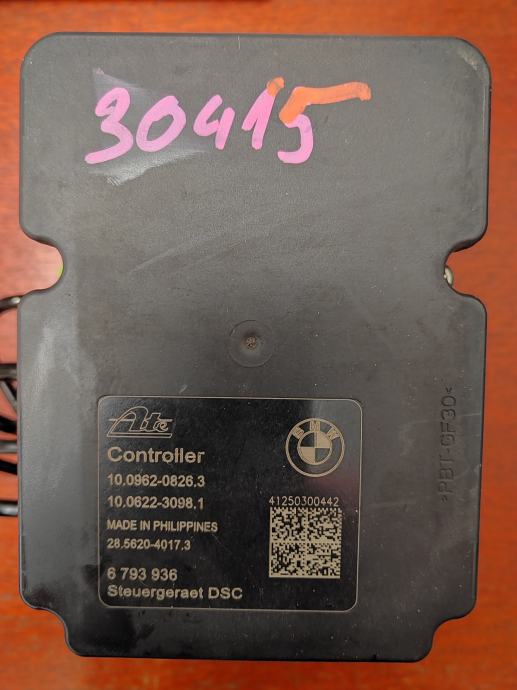 30415
Ate
Controller
10.0962-0826.3
10.0622-3098.1
MADE IN PHILIPPINES
28.5620-4017.3
6 793 936
Steuergeraet DSC
BMW
41250300442
>PBT-GF30<